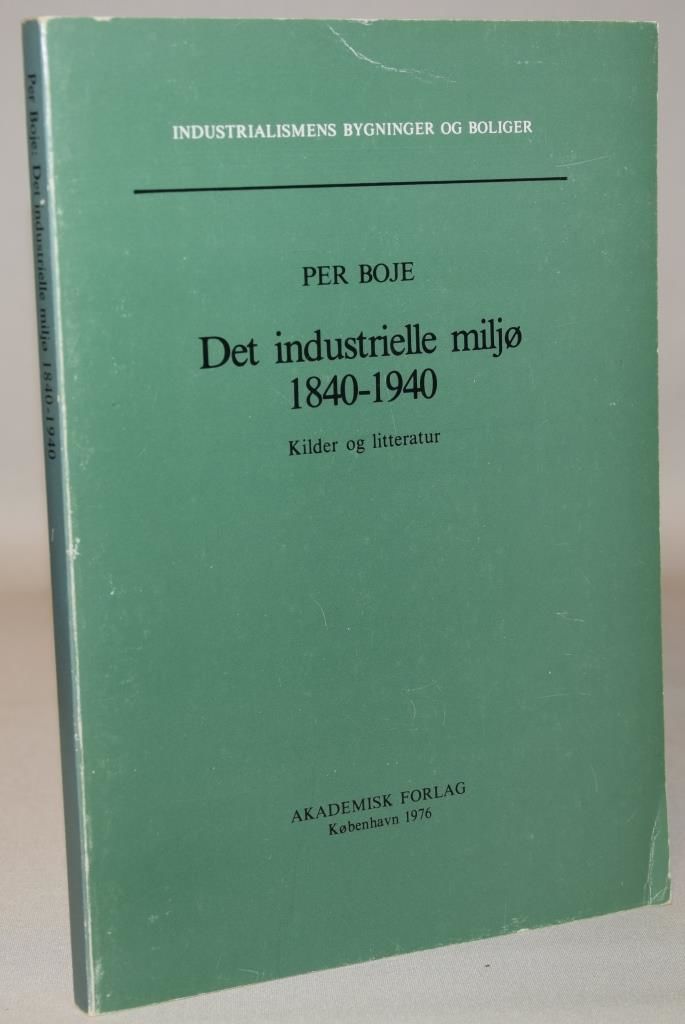 Per Boje: Det industrielle miljø 1840-1940
INDUSTRIALISMENS BYGNINGER OG BOLIGER
PER BOJE
Det industrielle miljø
1840-1940
Kilder og litteratur
AKADEMISK FORLAG
København 1976